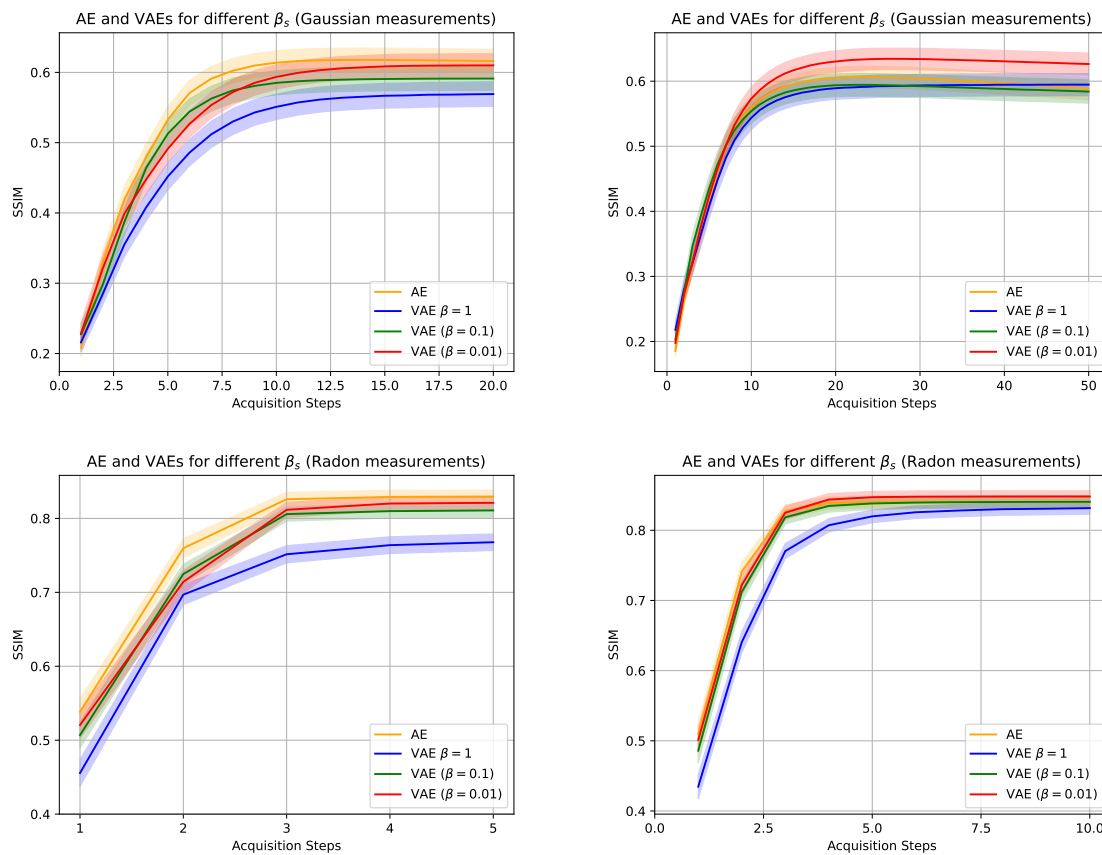 AE and VAEs for different βs (Gaussian measurements)
SSIM
0.6
0.5
0.4
0.3
0.2
0.0 2.5 5.0 7.5 10.0 12.5 15.0 17.5 20.0
Acquisition Steps
AE
VAE β = 1
VAE (β = 0.1)
VAE (β = 0.01)
AE and VAEs for different βs (Gaussian measurements)
SSIM
0.6
0.5
0.4
0.3
0.2
0 10 20 30 40 50
Acquisition Steps
AE
VAE β = 1
VAE (β = 0.1)
VAE (β = 0.01)
AE and VAEs for different βs (Radon measurements)
SSIM
0.8
0.7
0.6
0.5
0.4
1 2 3 4 5
Acquisition Steps
AE
VAE β = 1
VAE (β = 0.1)
VAE (β = 0.01)
AE and VAEs for different βs (Radon measurements)
SSIM
0.8
0.7
0.6
0.5
0.4
0.0 2.5 5.0 7.5 10.0
Acquisition Steps
AE
VAE β = 1
VAE (β = 0.1)
VAE (β = 0.01)